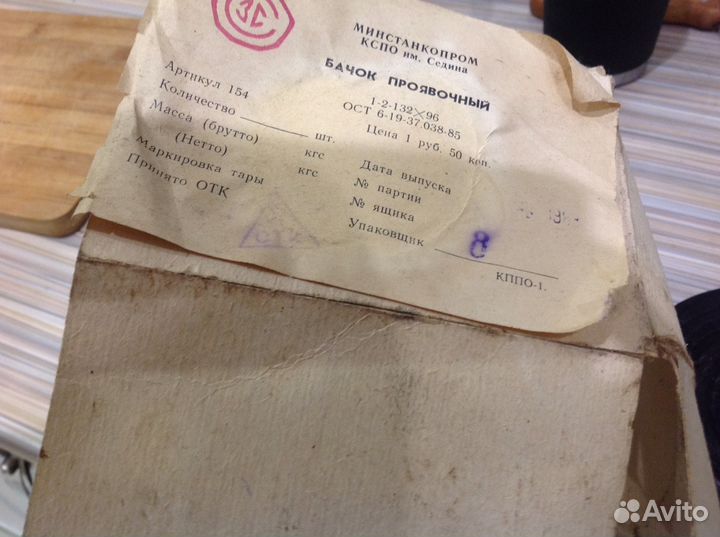 ЗС
МИНСТАНКОПРОМ
КСПО им. Седина
БАЧОК ПРОЯВОЧНЫЙ
Артикул 154
Количество шт.
Масса (брутто) кгс
(Нетто) кгс
Маркировка тары
Принято ОТК
1-2-132×96
ОСТ 6-19-37.038-85
Цена 1 руб. 50 коп.
Дата выпуска
№ партии
№ ящика
Упаковщик 8
КППО-1.
Avito